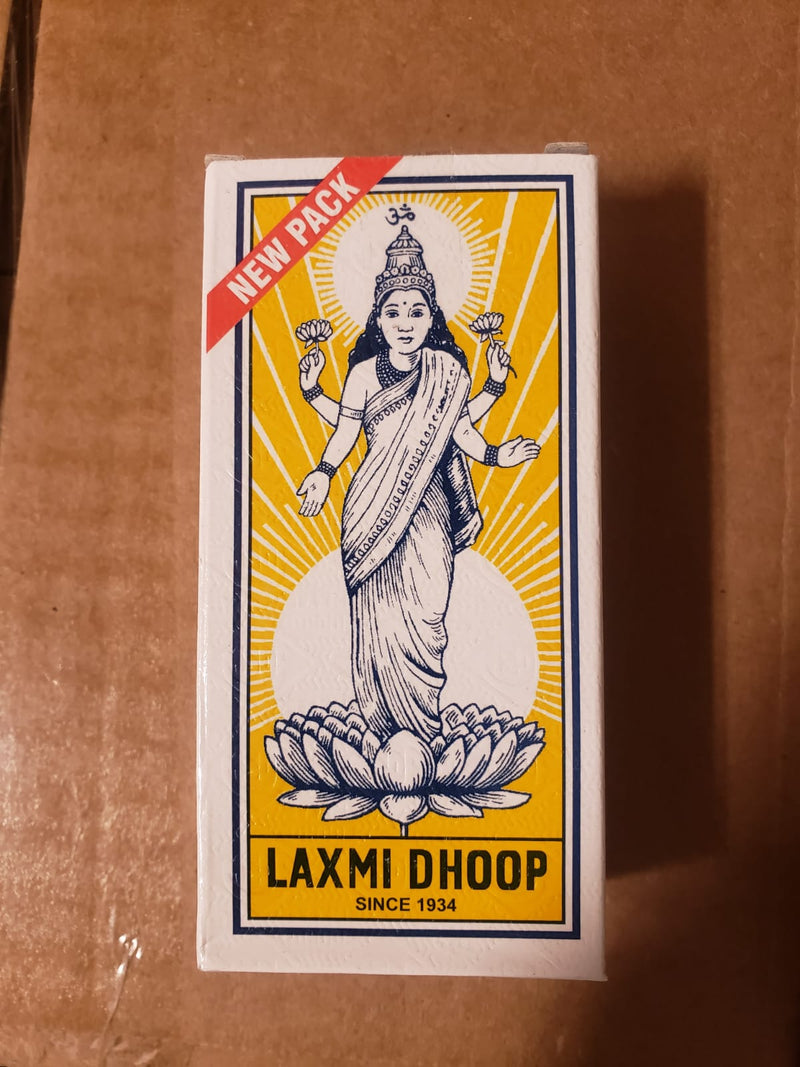 NEW PACK
ॐ
LAXMI DHOOP
SINCE 1934